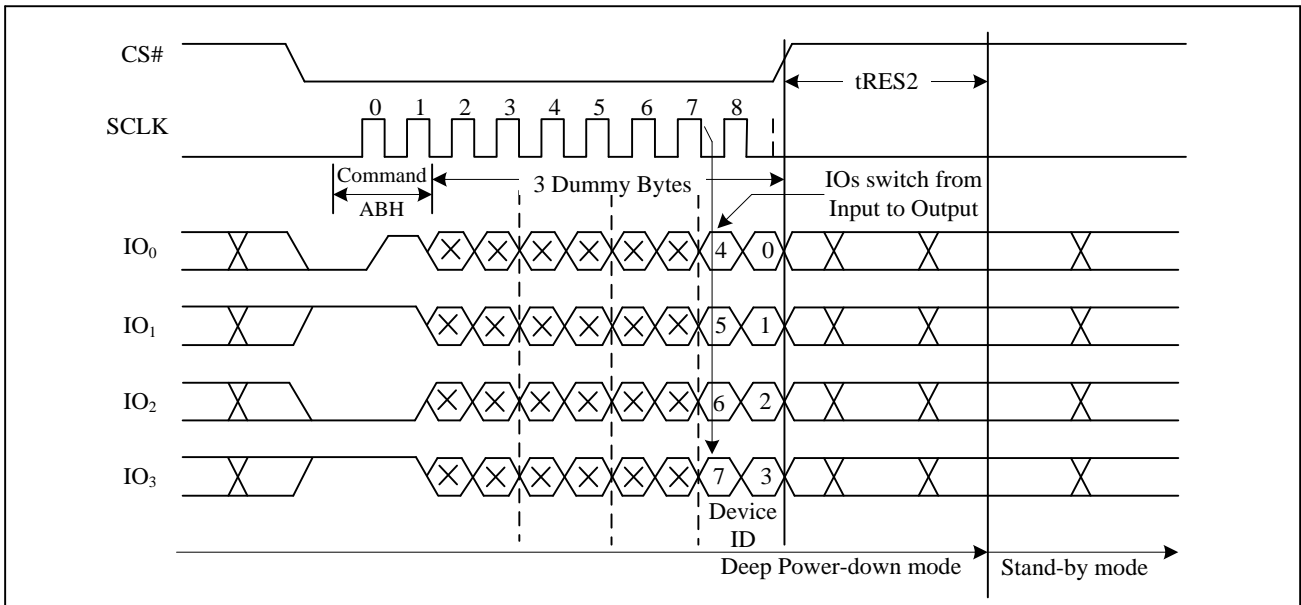 CS#
tRES2
0 1 2 3 4 5 6 7 8
SCLK
Command
ABH
3 Dummy Bytes
IOs switch from
Input to Output
IO0 4 0
IO1 5 1
IO2 6 2
IO3 7 3
Device
ID
Deep Power-down mode Stand-by mode